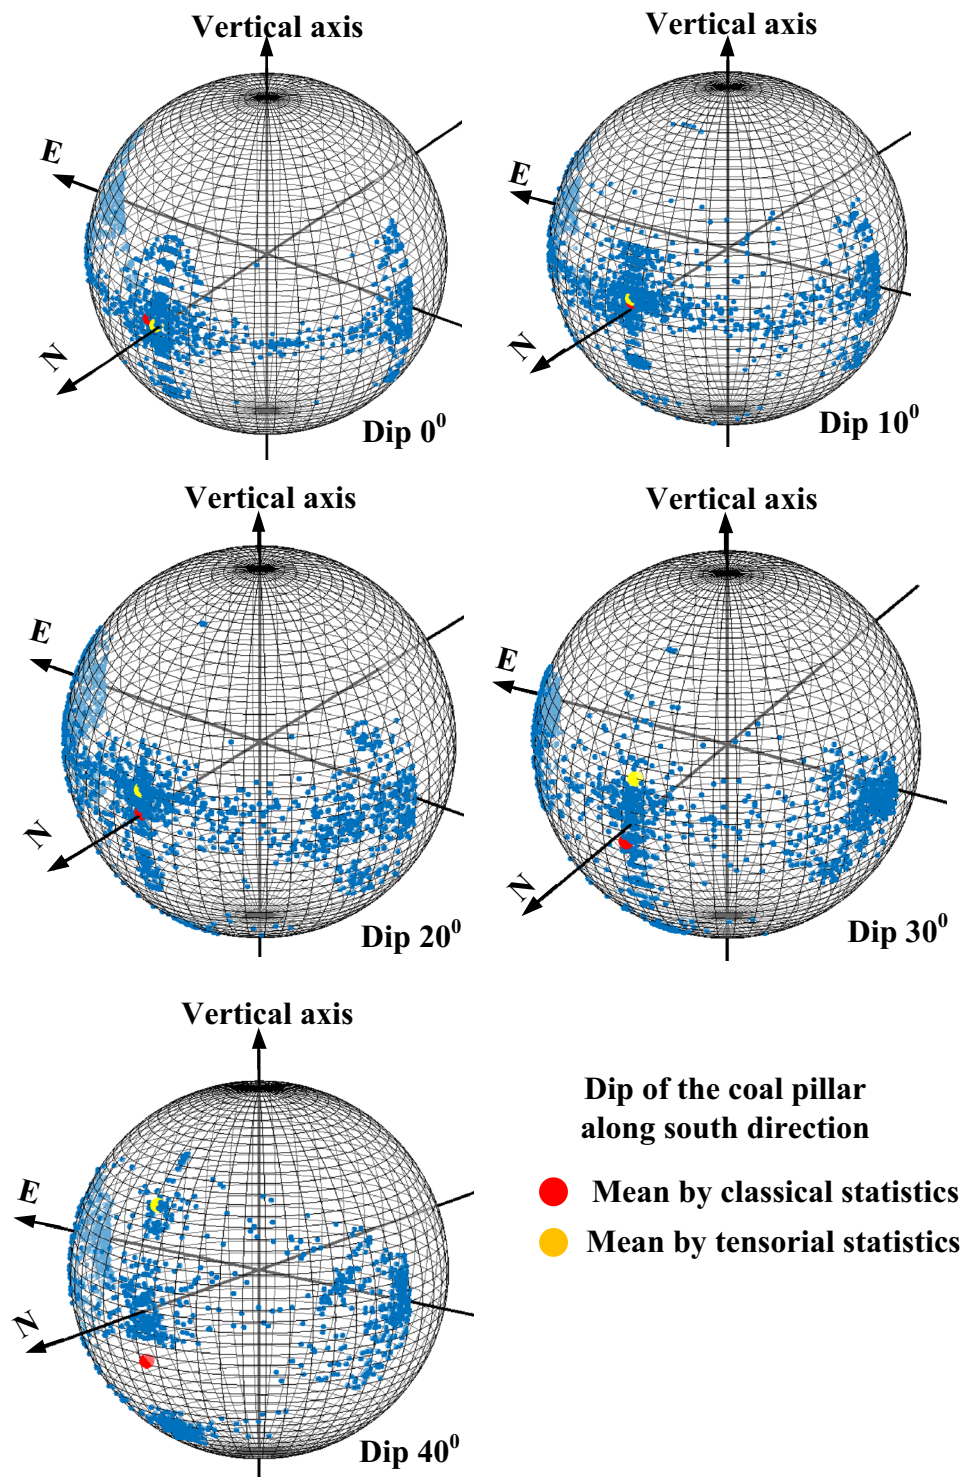 Vertical axis
E
N
Dip 0⁰
Vertical axis
E
N
Dip 10⁰
Vertical axis
E
N
Dip 20⁰
Vertical axis
E
N
Dip 30⁰
Vertical axis
E
N
Dip 40⁰
Dip of the coal pillar
along south direction
Mean by classical statistics
Mean by tensorial statistics